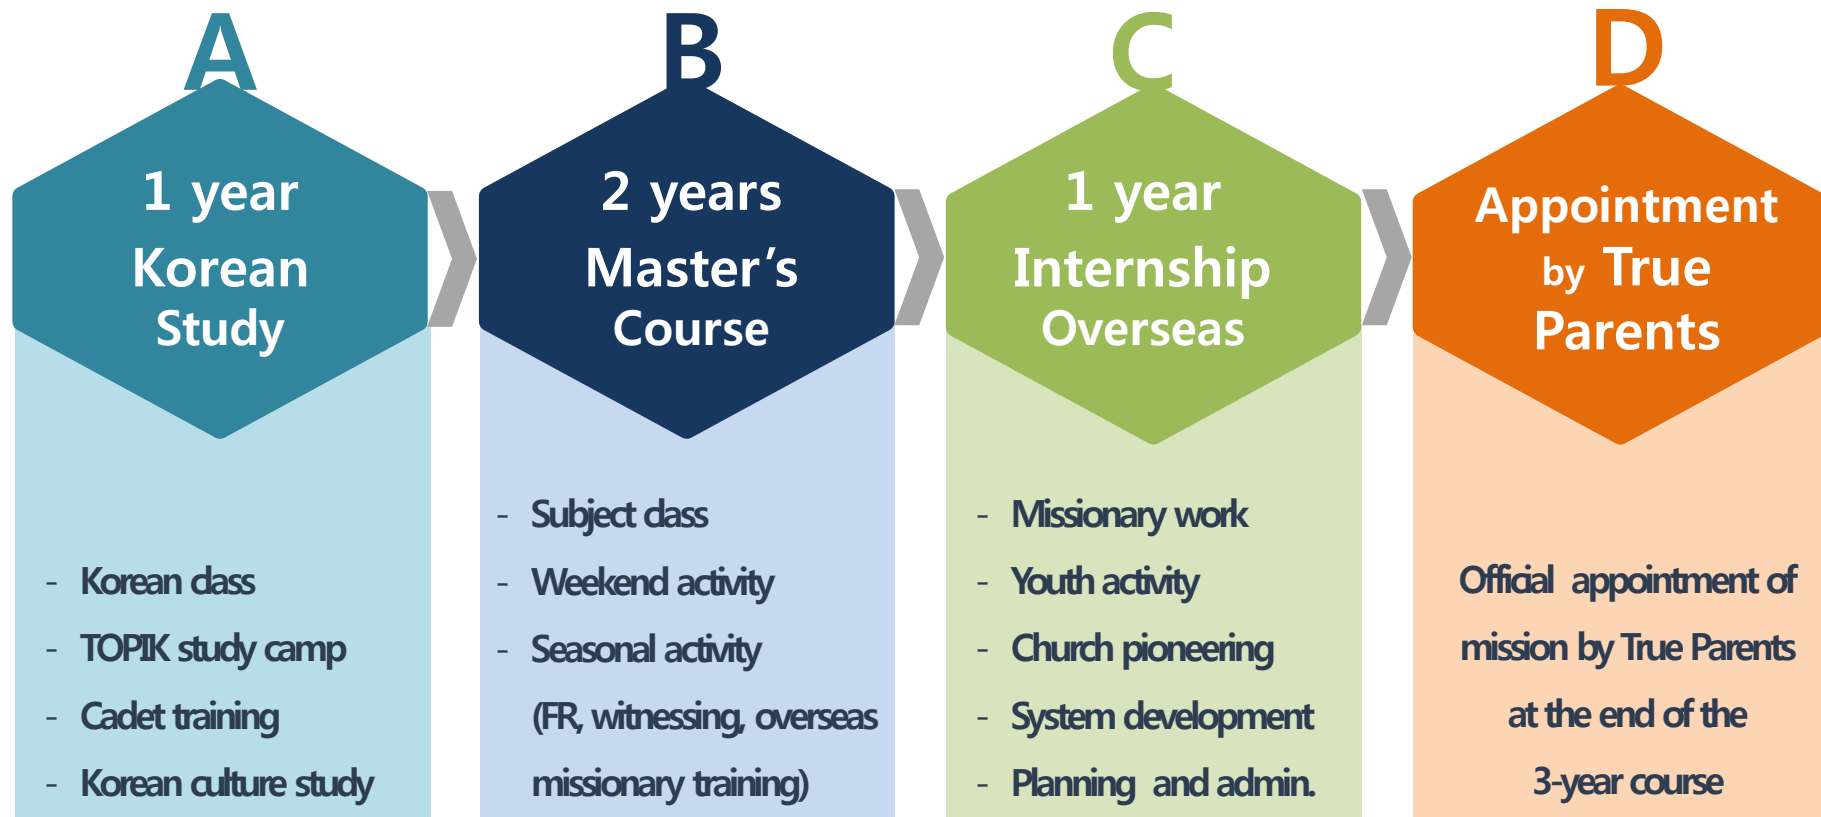 A
1 year
Korean
Study
- Korean class
- TOPIK study camp
- Cadet training
- Korean culture study
B
2 years
Master's
Course
- Subject class
- Weekend activity
- Seasonal activity
(FR, witnessing, overseas
missionary training)
C
1 year
Internship
Overseas
- Missionary work
- Youth activity
- Church pioneering
- System development
- Planning and admin.
D
Appointment
by True
Parents
Official appointment of
mission by True Parents
at the end of the
3-year course